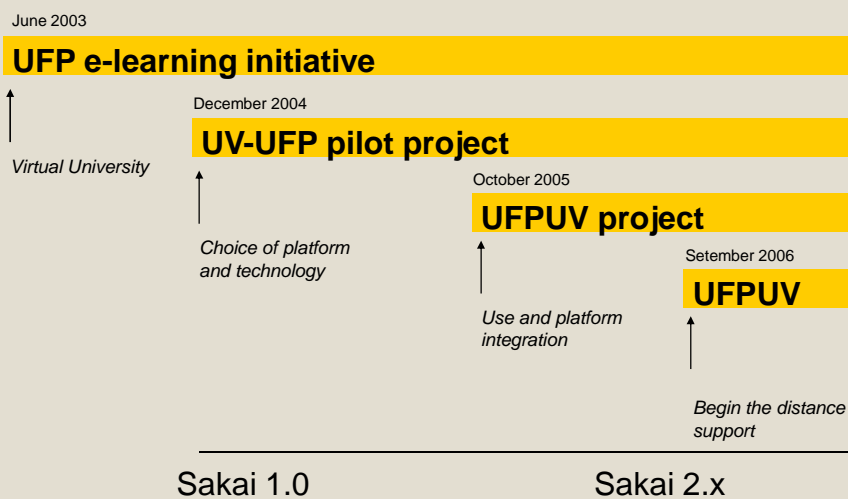 June 2003
UFP e-learning initiative
Virtual University
December 2004
UV-UFP pilot project
Choice of platform
and technology
October 2005
UFPUV project
Use and platform
integration
Setember 2006
UFPUV
Begin the distance
support
Sakai 1.0
Sakai 2.x